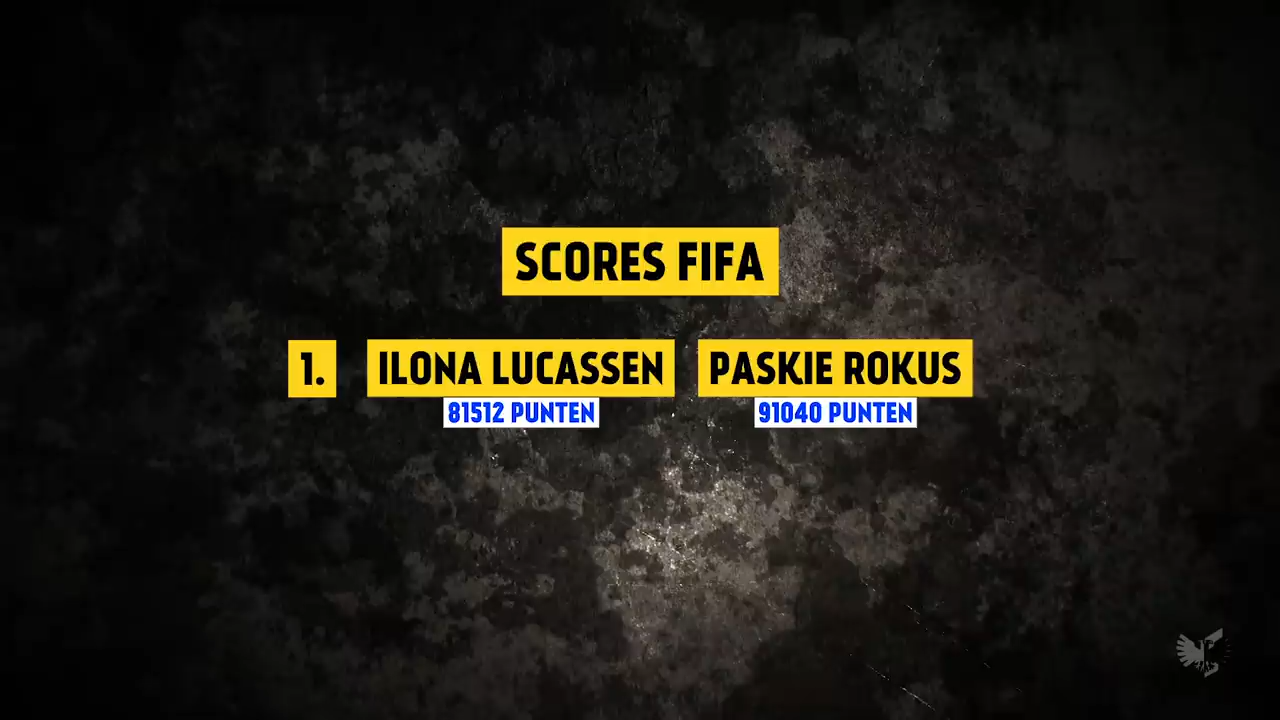 SCORES FIFA
1. ILONA LUCASSEN PASKIE ROKUS
81512 PUNTEN 91040 PUNTEN